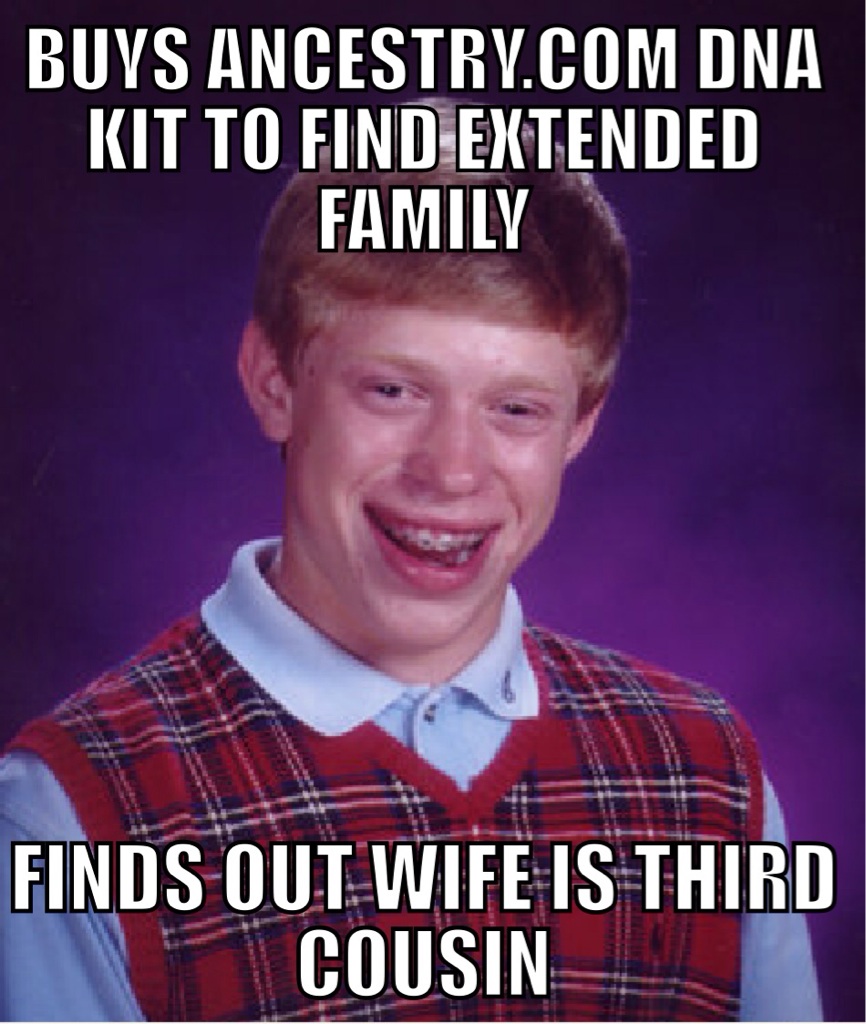 BUYS ANCESTRY.COM DNA
KIT TO FIND EXTENDED
FAMILY
FINDS OUT WIFE IS THIRD
COUSIN